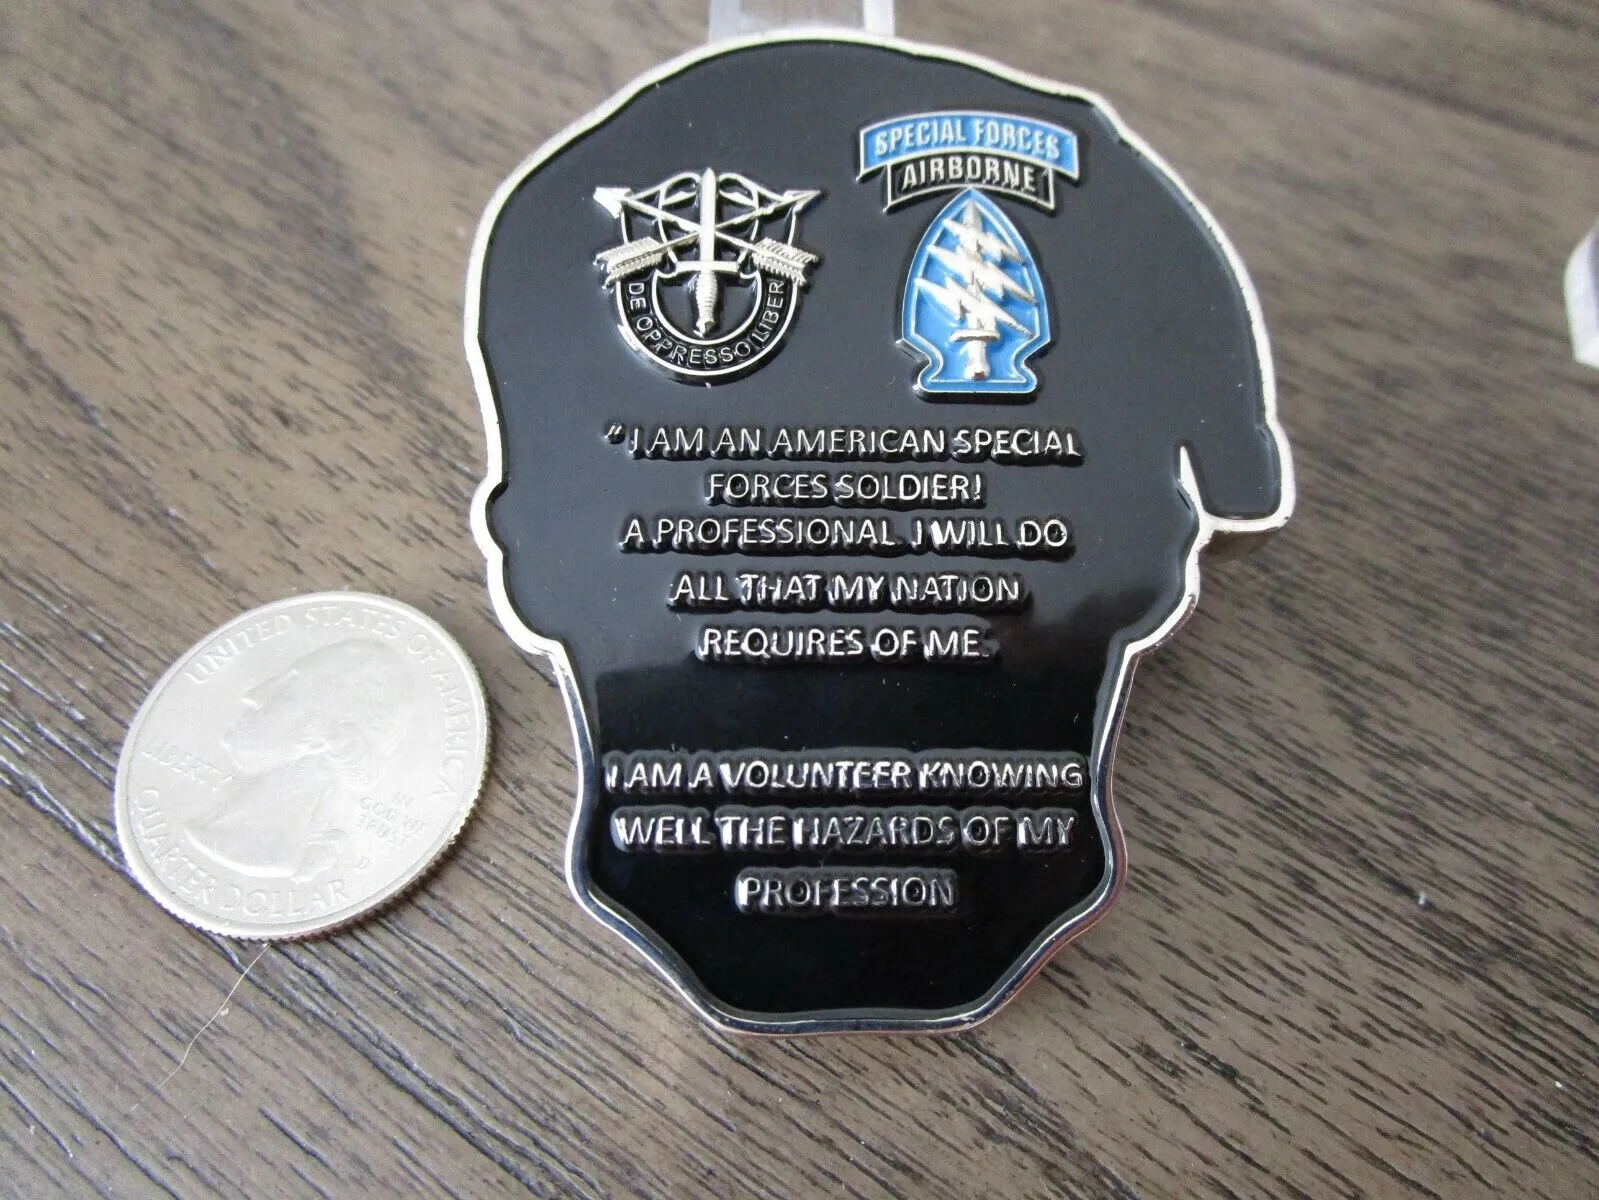 SPECIAL FORCES
AIRBORNE
DE OPPRESSO LIBER
“ I AM AN AMERICAN SPECIAL
FORCES SOLDIER!
A PROFESSIONAL. I WILL DO
ALL THAT MY NATION
REQUIRES OF ME.
I AM A VOLUNTEER KNOWING
WELL THE HAZARDS OF MY
PROFESSION
UNITED STATES OF AMERICA
LIBERTY
IN
GOD WE
TRUST
D
QUARTER DOLLAR